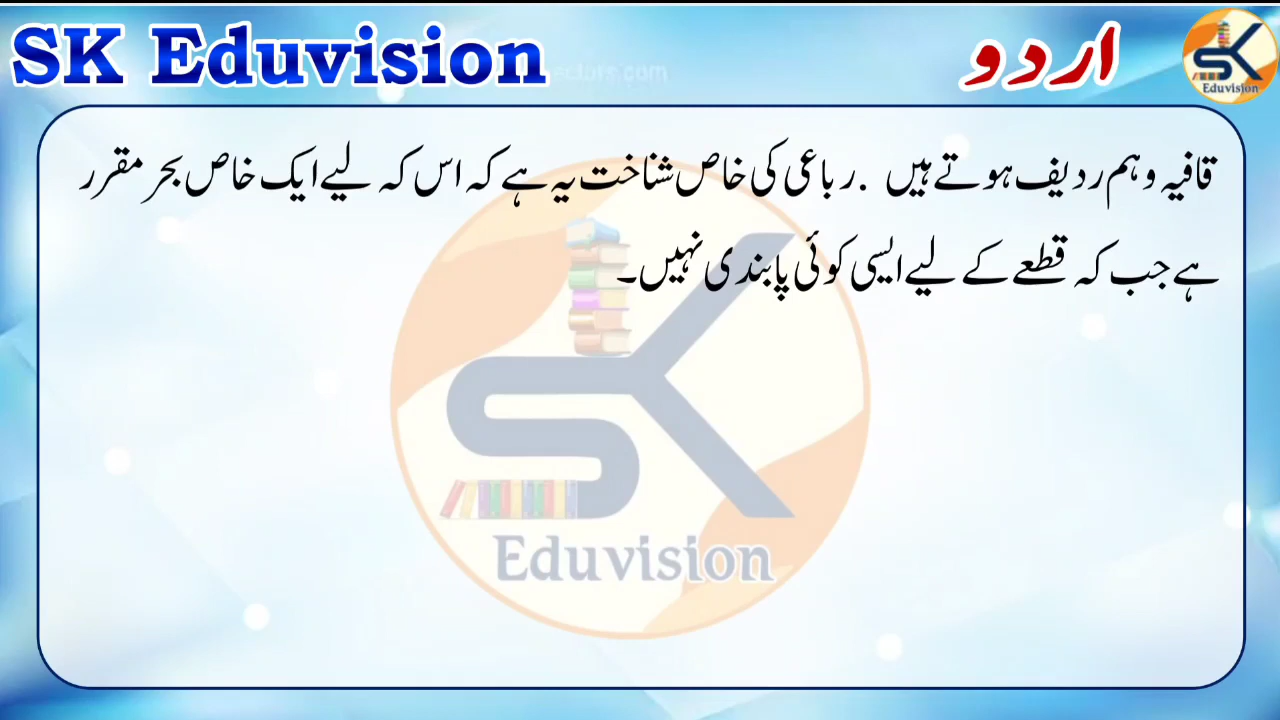 SK Eduvision
اردو
SK
Eduvision
قافیہ وہم ردیف ہوتے ہیں . رباعی کی خاص شناخت یہ ہے کہ اس کہ لیے ایک خاص بحر مقرر
ہے جب کہ قطعے کے لیے ایسی کوئی پابندی نہیں۔
SK
Eduvision